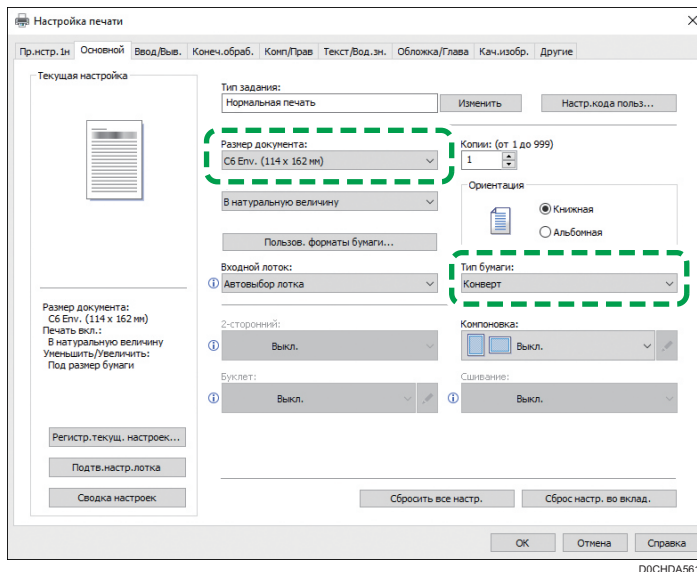 Настройка печати
Пр.нстр. 1н Основной Ввод/Выв. Конеч.обраб. Комп/Прав Текст/Вод.зн. Обложка/Глава Кач.изобр. Другие
Текущая настройка
Тип задания:
Нормальная печать
Изменить
Настр.кода польз...
Размер документа:
C6 Env. (114 x 162 мм)
Копии: (от 1 до 999)
1
В натуральную величину
Ориентация
Книжная
Альбомная
Пользов. форматы бумаги...
Входной лоток:
Автовыбор лотка
Тип бумаги:
Конверт
Размер документа:
C6 Env. (114 x 162 мм)
Печать вкл.:
В натуральную величину
Уменьшить/Увеличить:
Под размер бумаги
2-сторонний:
Выкл.
Компоновка:
Выкл.
Буклет:
Выкл.
Сшивание:
Выкл.
Регистр.текущ. настроек...
Подтв.настр.лотка
Сводка настроек
Сбросить все настр.
Сброс настр. во вклад.
OK
Отмена
Справка
D0CHDA561